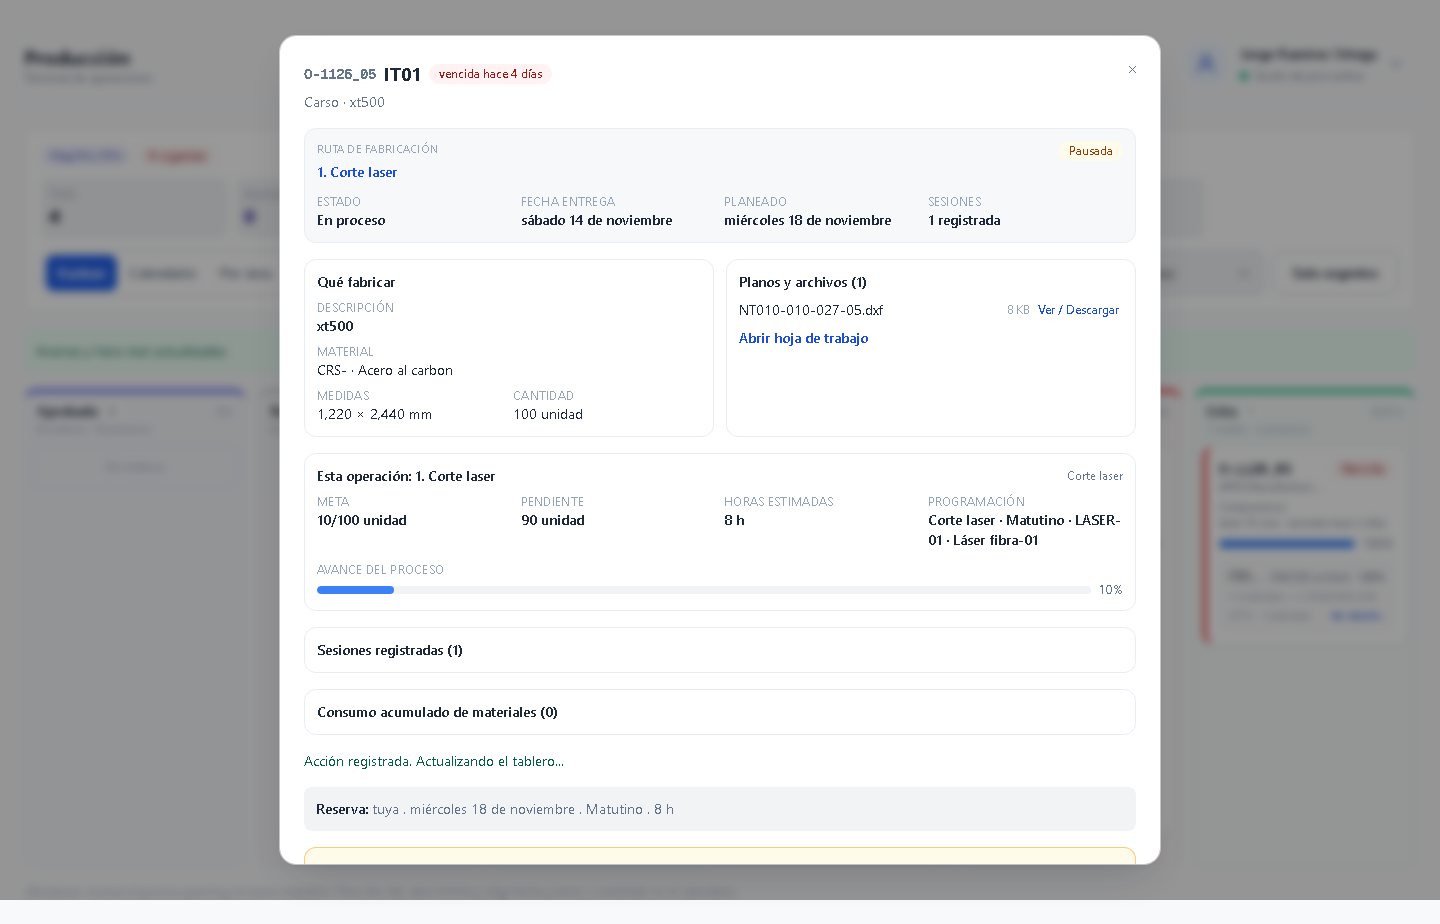 Producción
O-1126_05 IT01 vencida hace 4 días
×
Carso · xt500
RUTA DE FABRICACIÓN
Pausada
1. Corte laser
ESTADO
FECHA ENTREGA
PLANEADO
SESIONES
En proceso
sábado 14 de noviembre
miércoles 18 de noviembre
1 registrada
Qué fabricar
DESCRIPCIÓN
xt500
MATERIAL
CRS- · Acero al carbon
MEDIDAS
CANTIDAD
1,220 × 2,440 mm
100 unidad
Planos y archivos (1)
NT010-010-027-05.dxf
8 KB Ver / Descargar
Abrir hoja de trabajo
Esta operación: 1. Corte laser
Corte laser
META
PENDIENTE
HORAS ESTIMADAS
PROGRAMACIÓN
10/100 unidad
90 unidad
8 h
Corte laser · Matutino · LASER-
01 · Láser fibra-01
AVANCE DEL PROCESO
10%
Sesiones registradas (1)
Consumo acumulado de materiales (0)
Acción registrada. Actualizando el tablero...
Reserva: tuya . miércoles 18 de noviembre . Matutino . 8 h